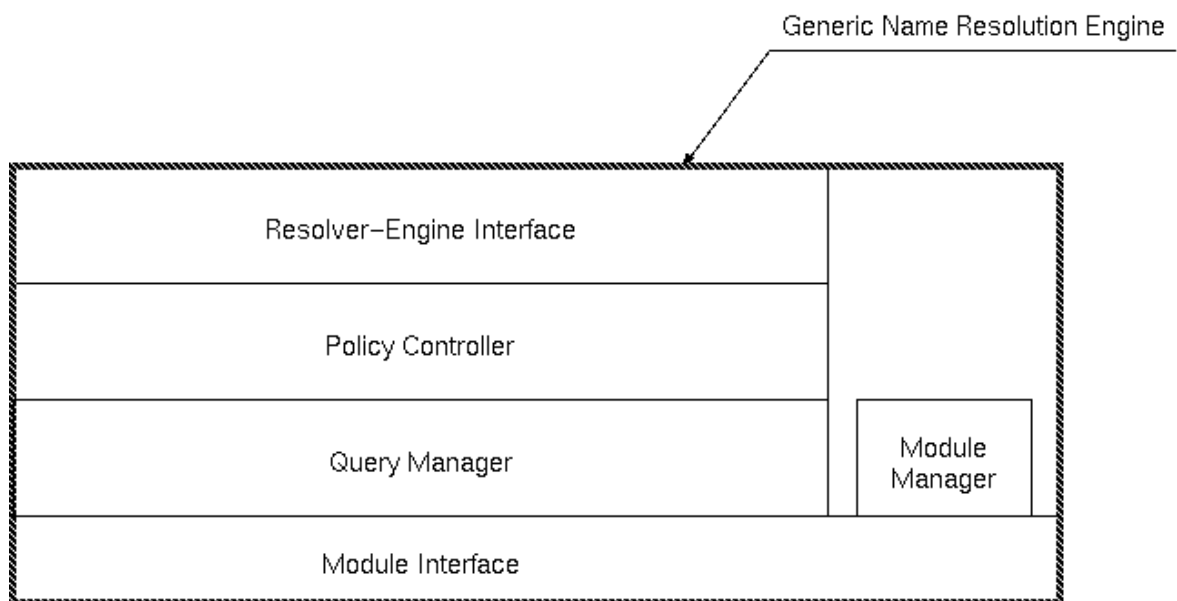 Generic Name Resolution Engine
Resolver-Engine Interface
Policy Controller
Query Manager
Module
Manager
Module Interface